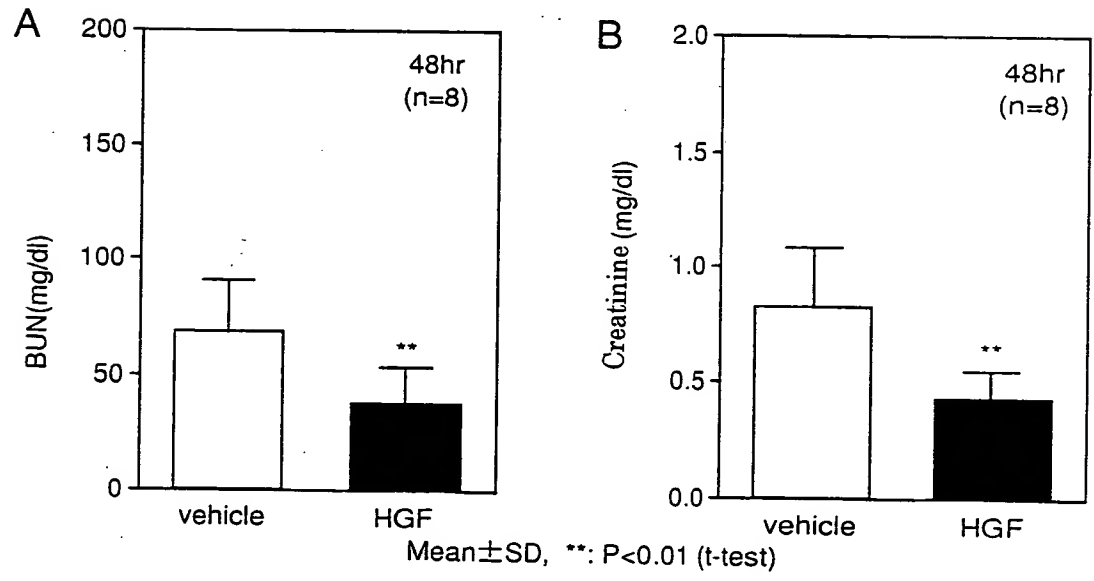 A
200
150
100
50
0
BUN(mg/dl)
48hr
(n=8)
**
vehicle HGF
B
2.0
1.5
1.0
0.5
0.0
Creatinine (mg/dl)
48hr
(n=8)
**
vehicle HGF
Mean±SD, **: P<0.01 (t-test)